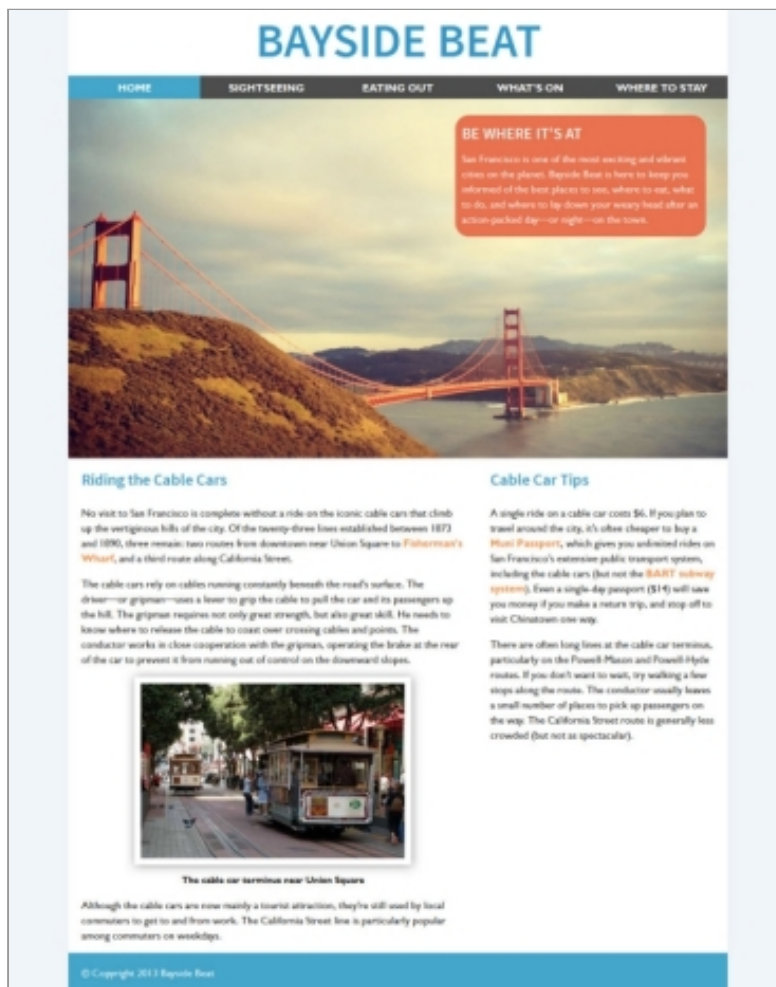 BAYSIDE BEAT
HOME SIGHTSEEING EATING OUT WHAT'S ON WHERE TO STAY
BE WHERE IT'S AT
San Francisco is one of the most exciting and vibrant
cities on the planet. Bayside Beat is here to keep you
informed of the best places to see, where to eat, what
to do, and where to lay down your weary head after an
action-packed day—or night—on the town.
Riding the Cable Cars
No visit to San Francisco is complete without a ride on the iconic cable cars that climb
up the vertiginous hills of the city. Of the twenty-three lines established between 1873
and 1890, three remain: two routes from downtown near Union Square to Fisherman's
Wharf, and a third route along California Street.
The cable cars rely on cables running constantly beneath the road's surface. The
driver—or gripman—uses a lever to grip the cable to pull the car and its passengers up
the hill. The gripman requires not only great strength, but also great skill. He needs to
know where to release the cable to coast over crossing cables and points. The
conductor works in close cooperation with the gripman, operating the brake at the rear
of the car to prevent it from running out of control on the downward slopes.
The cable car terminus near Union Square
Although the cable cars are now mainly a tourist attraction, they're still used by local
commuters to get to and from work. The California Street line is particularly popular
among commuters on weekdays.
Cable Car Tips
A single ride on a cable car costs $6. If you plan to
travel around the city, it's often cheaper to buy a
Muni Passport, which gives you unlimited rides on
San Francisco's extensive public transport system,
including the cable cars (but not the BART subway
system). Even a single-day passport ($14) will save
you money if you make a return trip, and stop off to
visit Chinatown one way.
There are often long lines at the cable car terminus,
particularly on the Powell-Mason and Powell-Hyde
routes. If you don't want to wait, try walking a few
stops along the route. The conductor usually leaves
a small number of places to pick up passengers on
the way. The California Street route is generally less
crowded (but not as spectacular).
© Copyright 2013 Bayside Beat